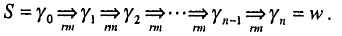 S = γ₀ ⇒rm γ₁ ⇒rm γ₂ ⇒rm ⋯ ⇒rm γₙ₋₁ ⇒rm γₙ = w .